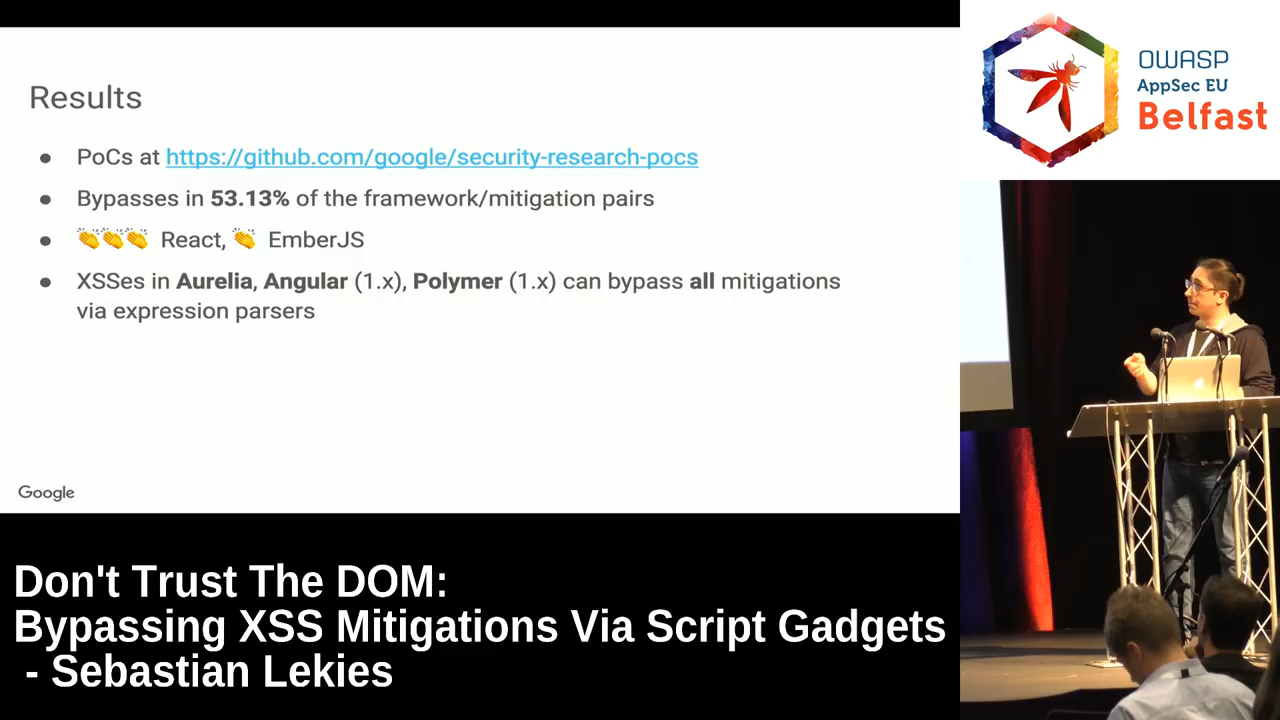 Results
● PoCs at https://github.com/google/security-research-pocs
● Bypasses in 53.13% of the framework/mitigation pairs
● 👏👏👏 React, 👏 EmberJS
● XSSes in Aurelia, Angular (1.x), Polymer (1.x) can bypass all mitigations
via expression parsers
Google
OWASP
AppSec EU
Belfast
Don't Trust The DOM:
Bypassing XSS Mitigations Via Script Gadgets
- Sebastian Lekies